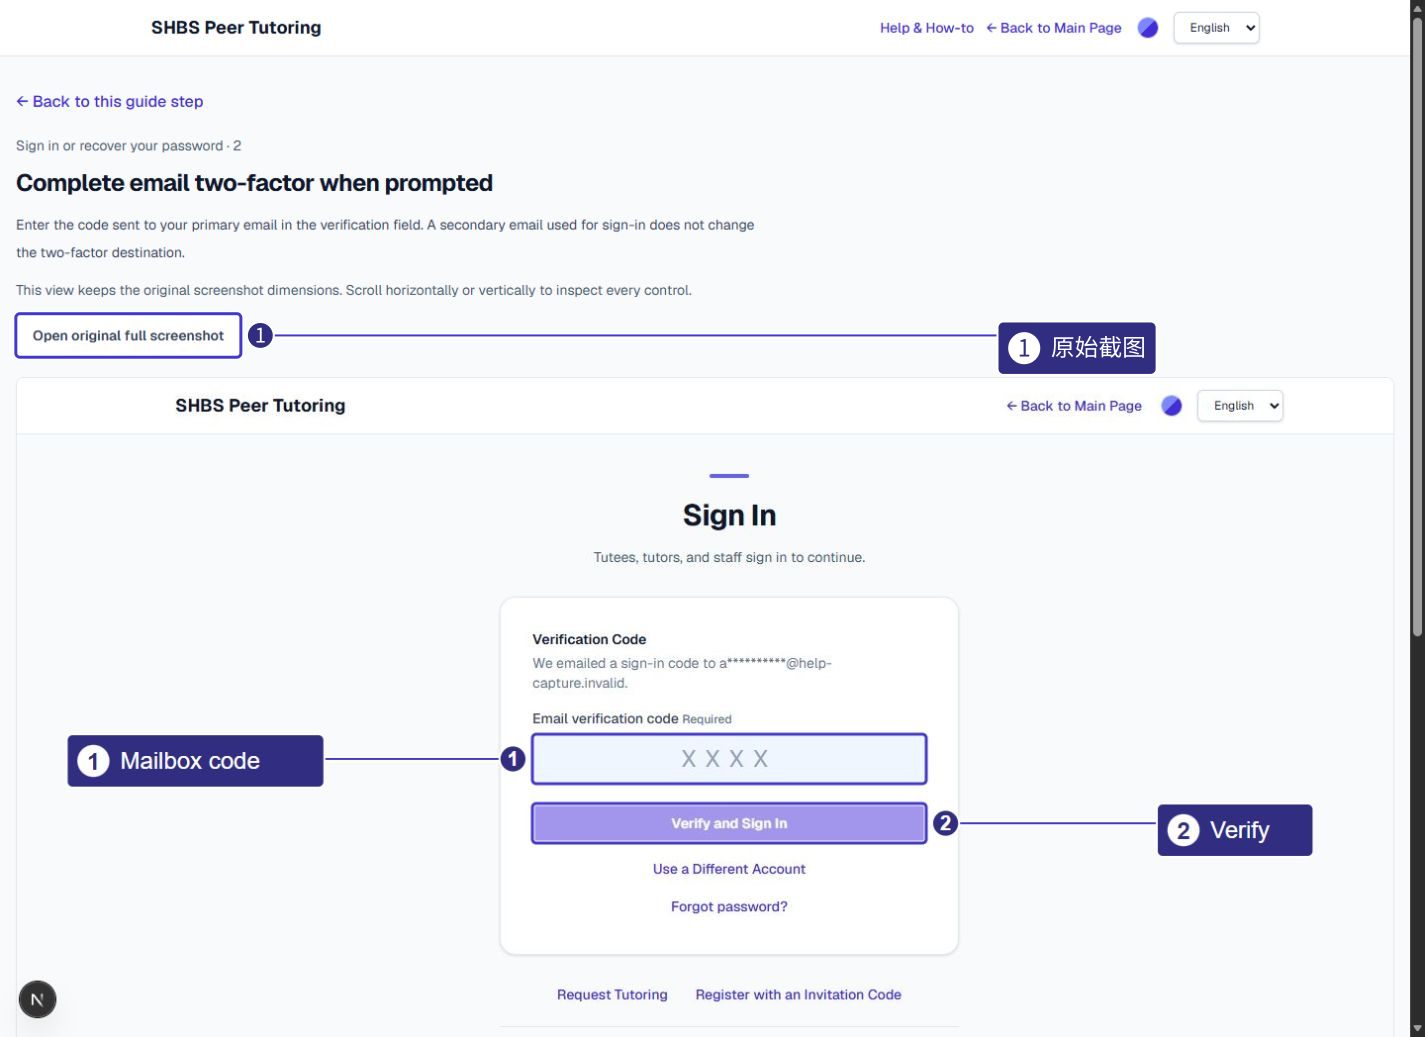 SHBS Peer Tutoring
Help & How-to
← Back to Main Page
English
← Back to this guide step
Sign in or recover your password · 2
Complete email two-factor when prompted
Enter the code sent to your primary email in the verification field. A secondary email used for sign-in does not change
the two-factor destination.
This view keeps the original screenshot dimensions. Scroll horizontally or vertically to inspect every control.
Open original full screenshot
1
1 原始截图
SHBS Peer Tutoring
← Back to Main Page
English
Sign In
Tutees, tutors, and staff sign in to continue.
Verification Code
We emailed a sign-in code to a**********@help-
capture.invalid.
Email verification code Required
1 Mailbox code
1
X X X X
Verify and Sign In
2
2 Verify
Use a Different Account
Forgot password?
N
Request Tutoring
Register with an Invitation Code